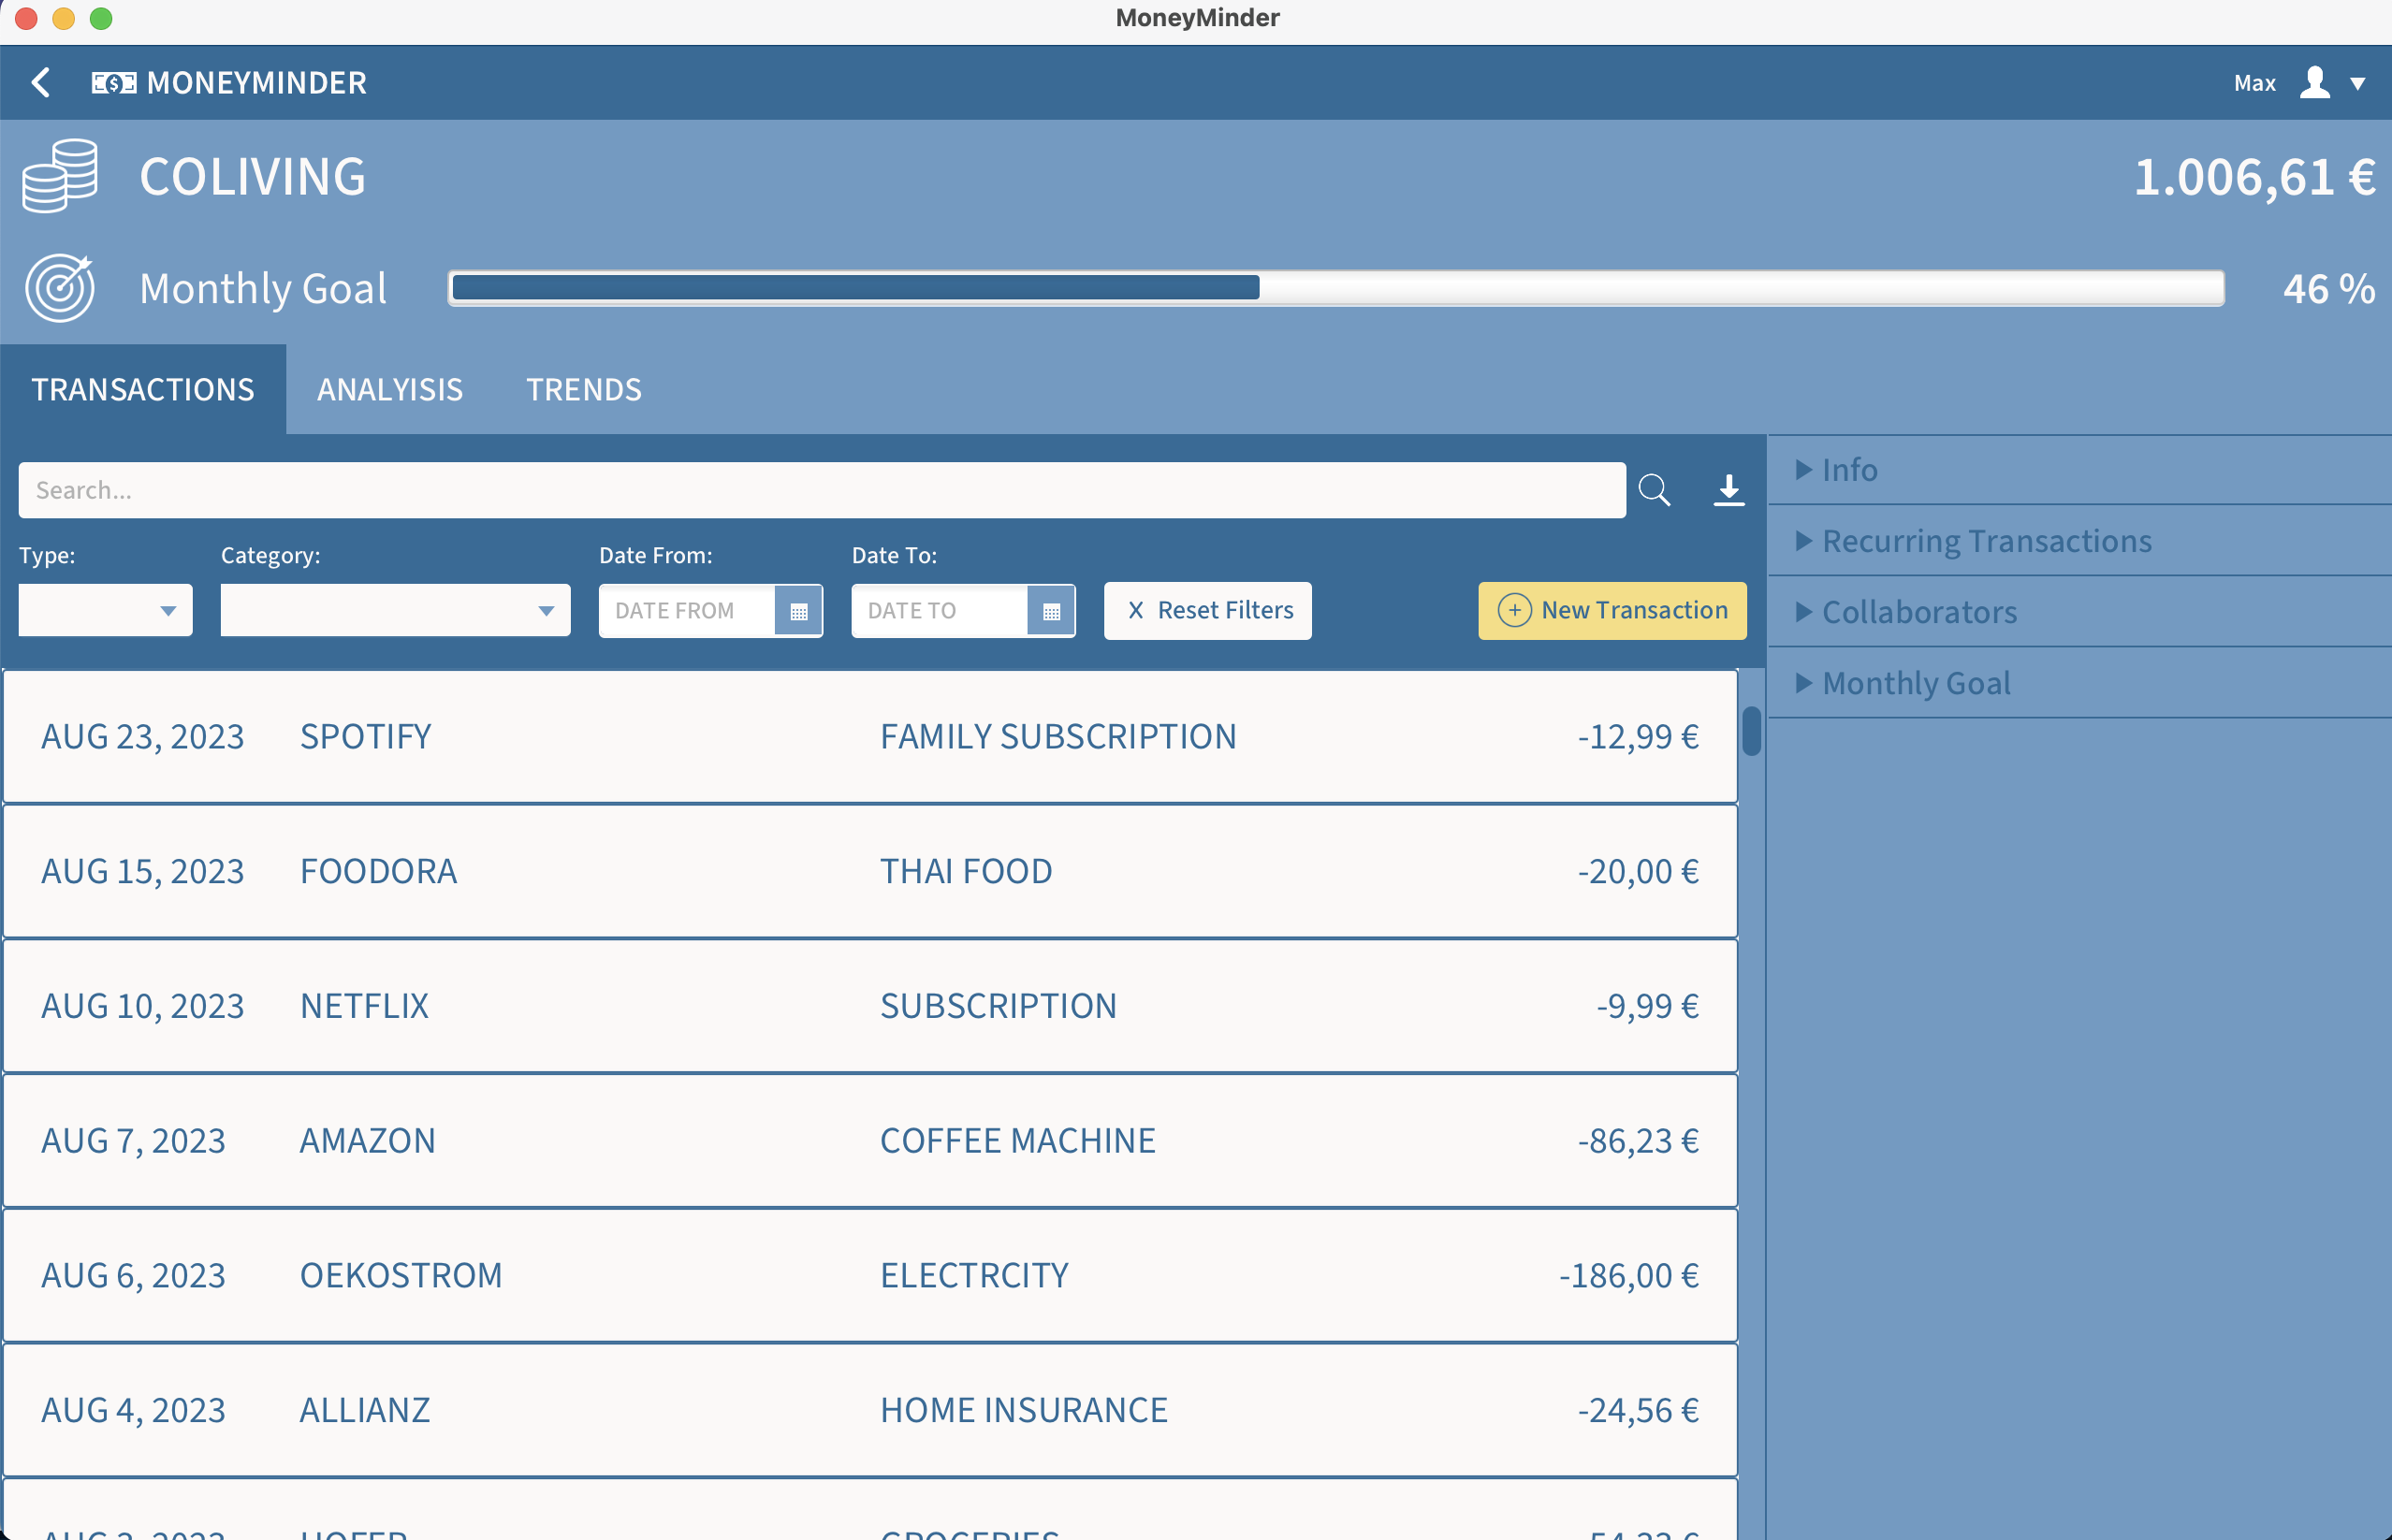 MoneyMinder
MONEYMINDER
Max
COLIVING
1.006,61 €
Monthly Goal
46 %
TRANSACTIONS ANALYISIS TRENDS
Search...
Type: Category: Date From: Date To:
DATE FROM DATE TO X Reset Filters + New Transaction
Info
Recurring Transactions
Collaborators
Monthly Goal
AUG 23, 2023 SPOTIFY FAMILY SUBSCRIPTION -12,99 €
AUG 15, 2023 FOODORA THAI FOOD -20,00 €
AUG 10, 2023 NETFLIX SUBSCRIPTION -9,99 €
AUG 7, 2023 AMAZON COFFEE MACHINE -86,23 €
AUG 6, 2023 OEKOSTROM ELECTRCITY -186,00 €
AUG 4, 2023 ALLIANZ HOME INSURANCE -24,56 €
HOFER GROCERIES